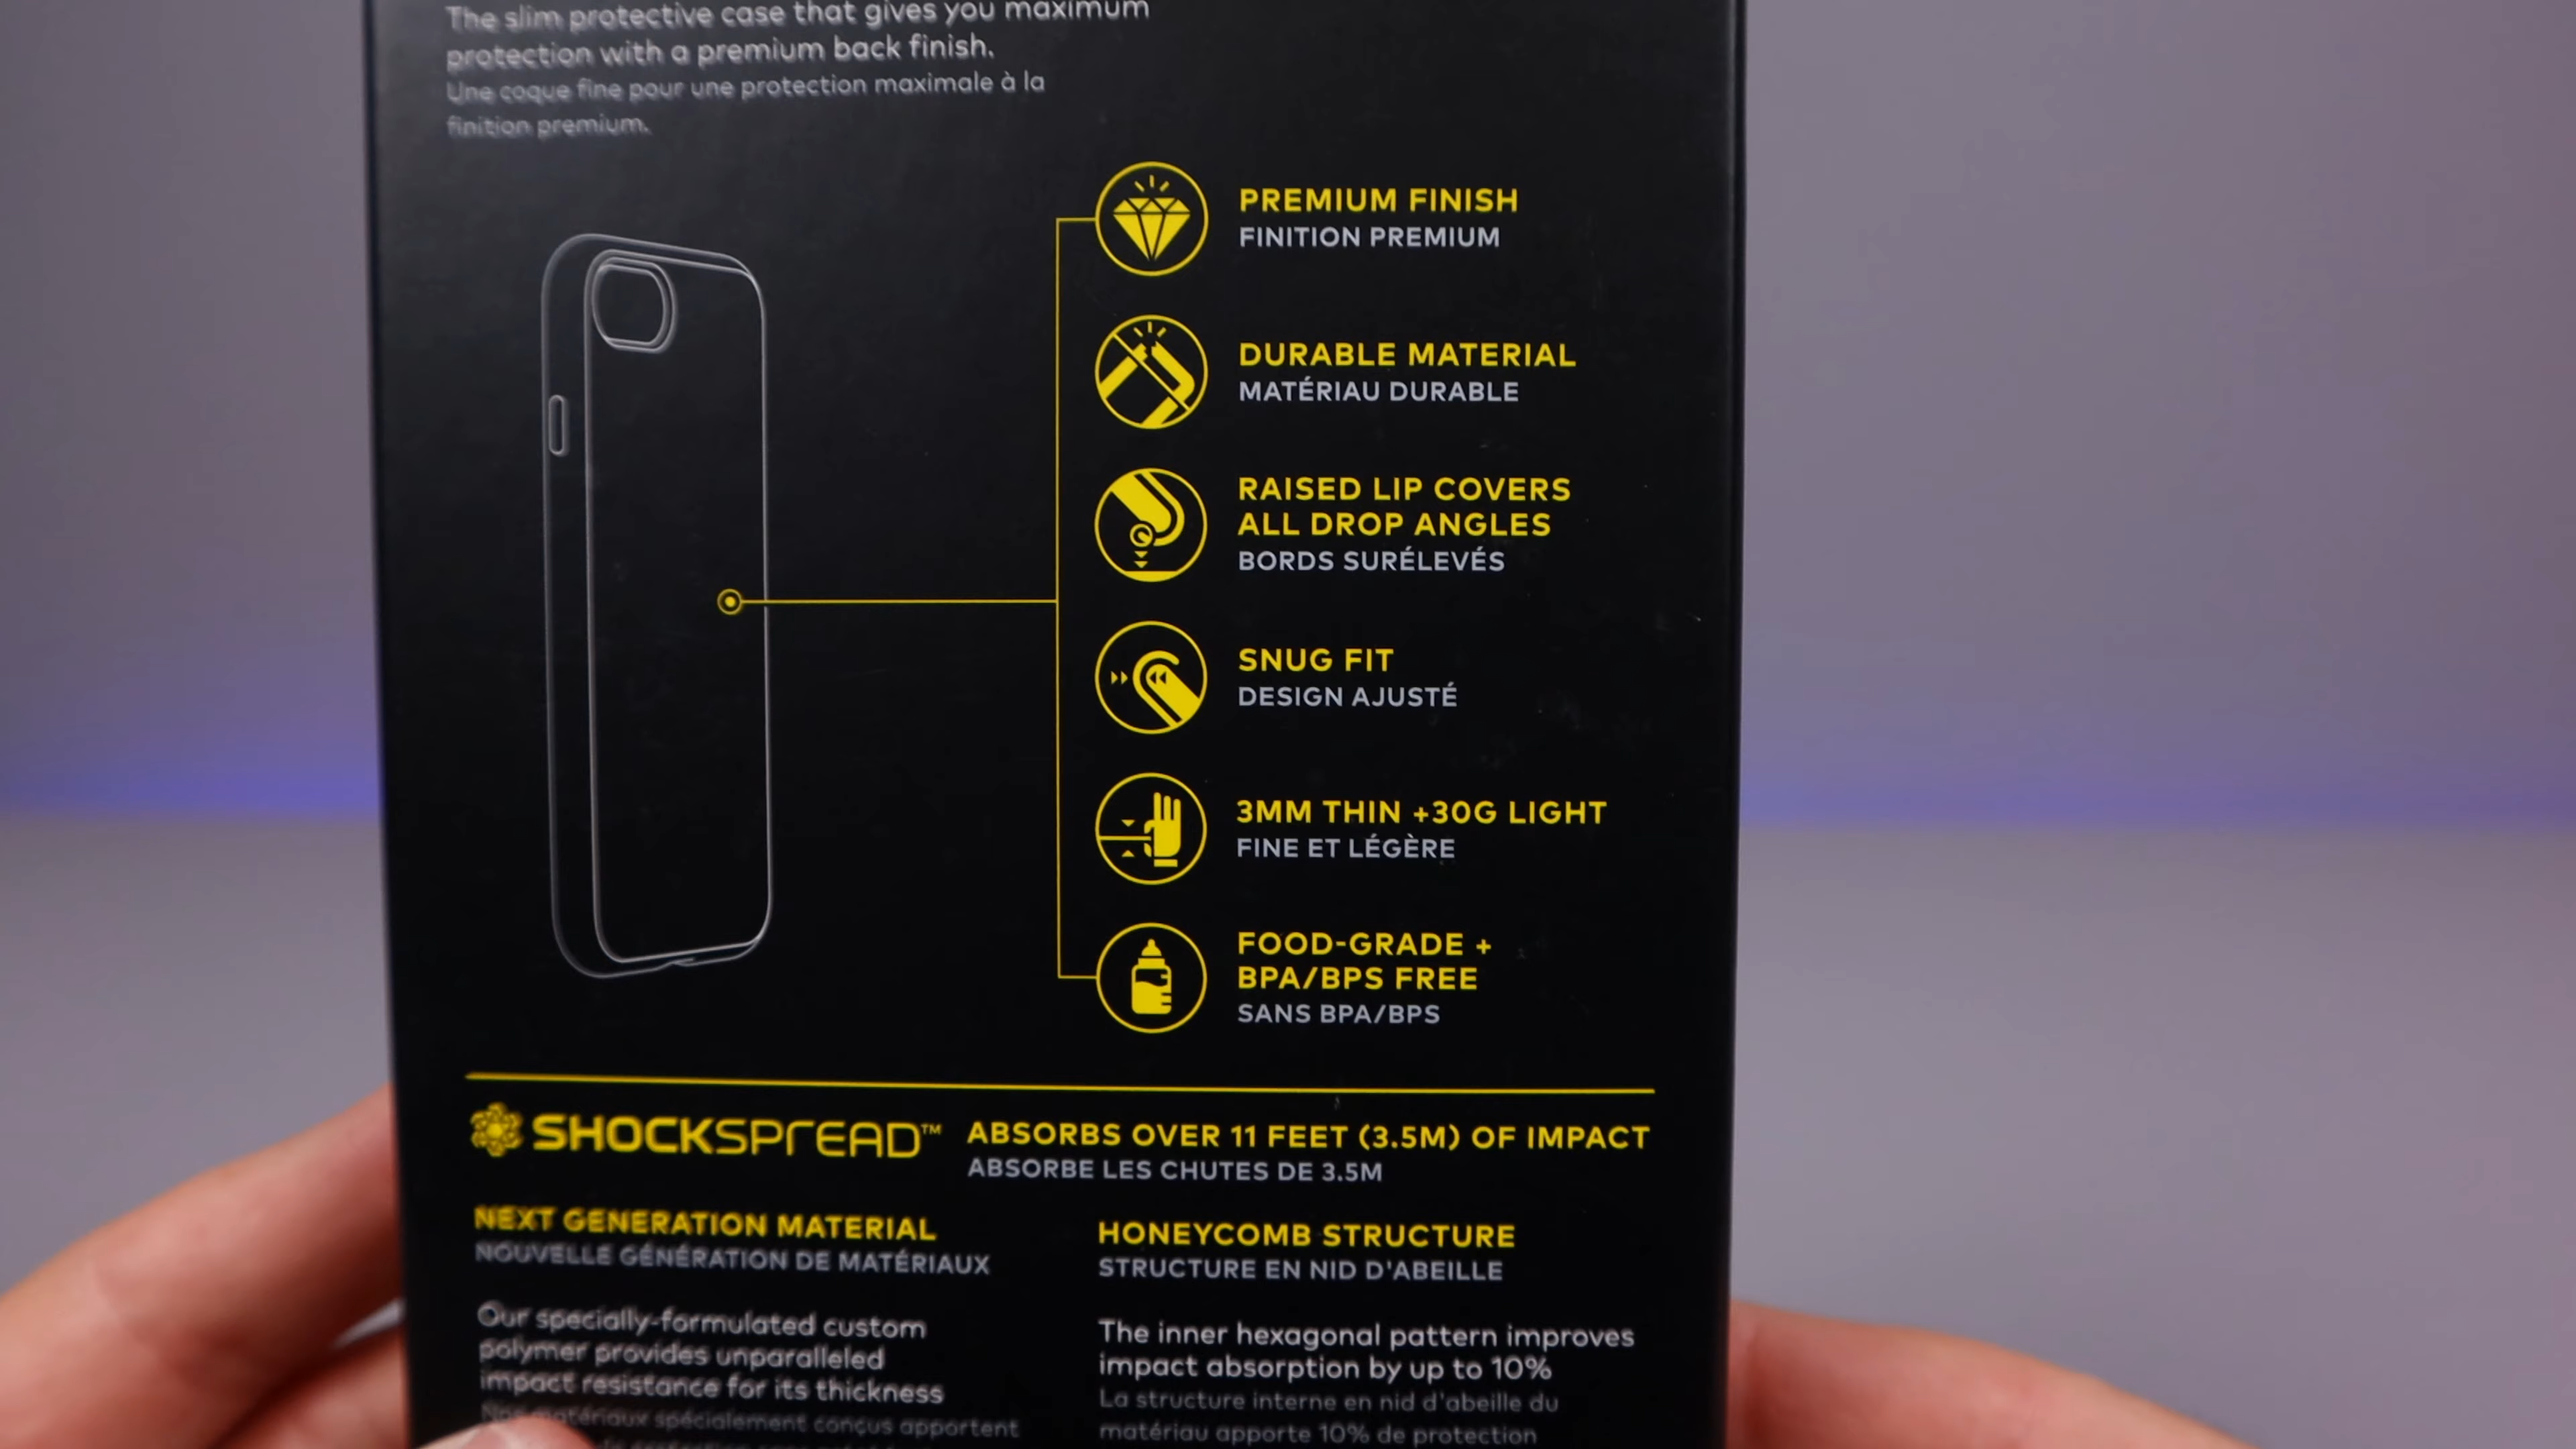 The slim protective case that gives you maximum
protection with a premium back finish.
Une coque fine pour une protection maximale à la
finition premium.
PREMIUM FINISH
FINITION PREMIUM
DURABLE MATERIAL
MATÉRIAU DURABLE
RAISED LIP COVERS
ALL DROP ANGLES
BORDS SURÉLEVÉS
SNUG FIT
DESIGN AJUSTÉ
3MM THIN +30G LIGHT
FINE ET LÉGÈRE
FOOD-GRADE +
BPA/BPS FREE
SANS BPA/BPS
SHOCKSPREAD™
ABSORBS OVER 11 FEET (3.5M) OF IMPACT
ABSORBE LES CHUTES DE 3.5M
NEXT GENERATION MATERIAL
NOUVELLE GÉNÉRATION DE MATÉRIAUX
Our specially-formulated custom
polymer provides unparalleled
impact resistance for its thickness
matériaux spécialement conçus apportent
HONEYCOMB STRUCTURE
STRUCTURE EN NID D'ABEILLE
The inner hexagonal pattern improves
impact absorption by up to 10%
La structure interne en nid d'abeille du
matériau apporte 10% de protection